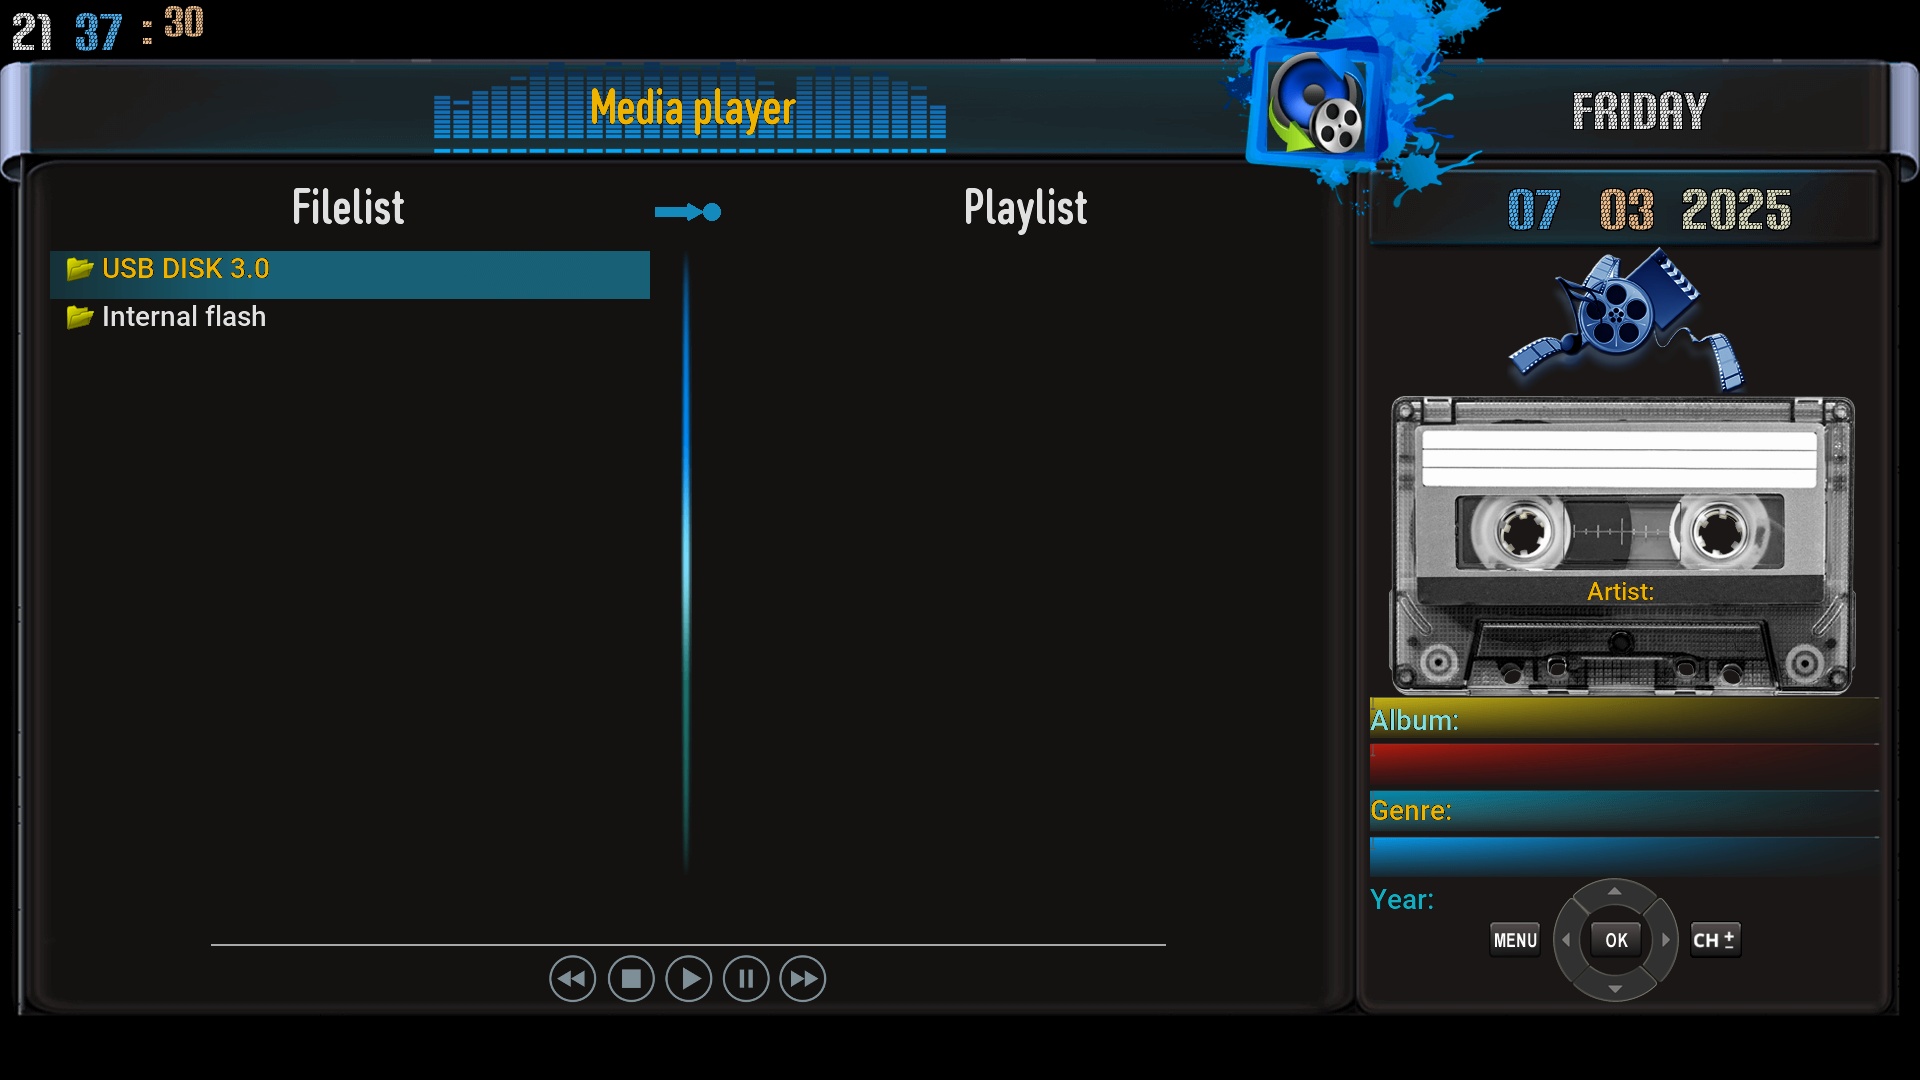 21 37 : 30
Media player
FRIDAY
Filelist
Playlist
07 03 2025
USB DISK 3.0
Internal flash
Artist:
Album:
Genre:
Year:
MENU
OK
CH ±